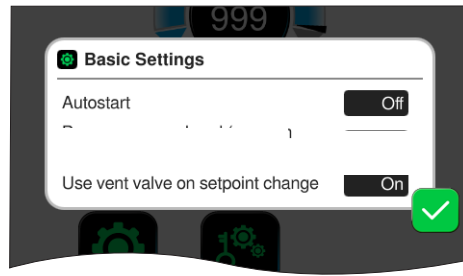 999
Basic Settings
Autostart
Off
Use vent valve on setpoint change
On